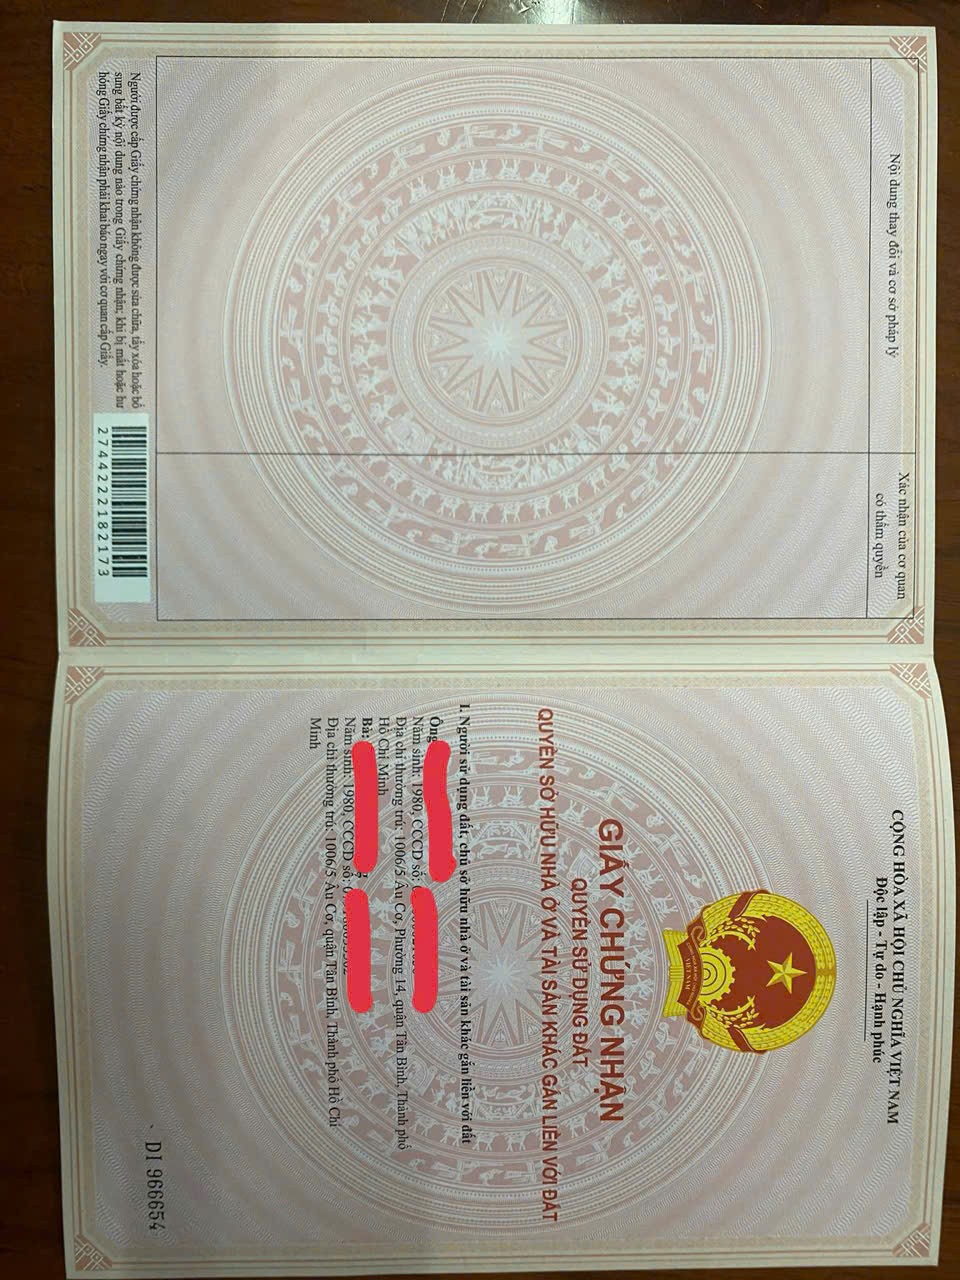 Nội dung thay đổi và cơ sở pháp lý
Xác nhận của cơ quan
có thẩm quyền
Người được cấp Giấy chứng nhận không được sửa chữa, tẩy xóa hoặc bổ
sung bất kỳ nội dung nào trong Giấy chứng nhận; khi bị mất hoặc hư
hỏng Giấy chứng nhận phải khai báo ngay với cơ quan cấp Giấy.
2744222182173
CỘNG HÒA XÃ HỘI CHỦ NGHĨA VIỆT NAM
Độc lập - Tự do - Hạnh phúc
VIỆT NAM
GIẤY CHỨNG NHẬN
QUYỀN SỬ DỤNG ĐẤT
QUYỀN SỞ HỮU NHÀ Ở VÀ TÀI SẢN KHÁC GẮN LIỀN VỚI ĐẤT
I. Người sử dụng đất, chủ sở hữu nhà ở và tài sản khác gắn liền với đất
Ông
Năm sinh: 1980, CCCD số:
Địa chỉ thường trú: 1006/5 Âu Cơ, Phường 14, quận Tân Bình, Thành phố
Hồ Chí Minh
Bà:
Năm sinh: 1980, CCCD số:
Địa chỉ thường trú: 1006/5 Âu Cơ, quận Tân Bình, Thành phố Hồ Chí
Minh
DI 966654